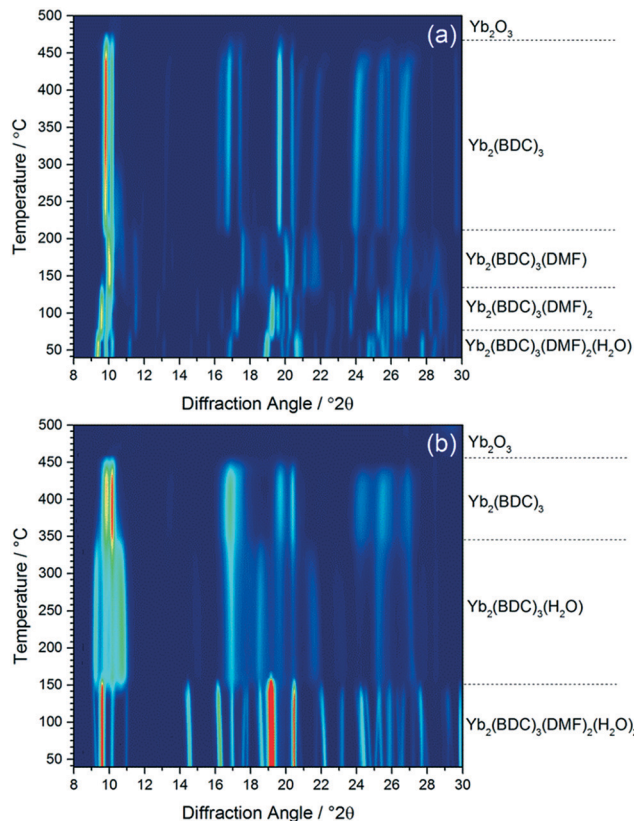 (a)
500
450
400
350
300
250
200
150
100
50
Temperature / °C
8 10 12 14 16 18 20 22 24 26 28 30
Diffraction Angle / °2θ
Yb₂O₃
Yb₂(BDC)₃
Yb₂(BDC)₃(DMF)
Yb₂(BDC)₃(DMF)₂
Yb₂(BDC)₃(DMF)₂(H₂O)
(b)
500
450
400
350
300
250
200
150
100
50
Temperature / °C
8 10 12 14 16 18 20 22 24 26 28 30
Diffraction Angle / °2θ
Yb₂O₃
Yb₂(BDC)₃
Yb₂(BDC)₃(H₂O)
Yb₂(BDC)₃(DMF)₂(H₂O)₂